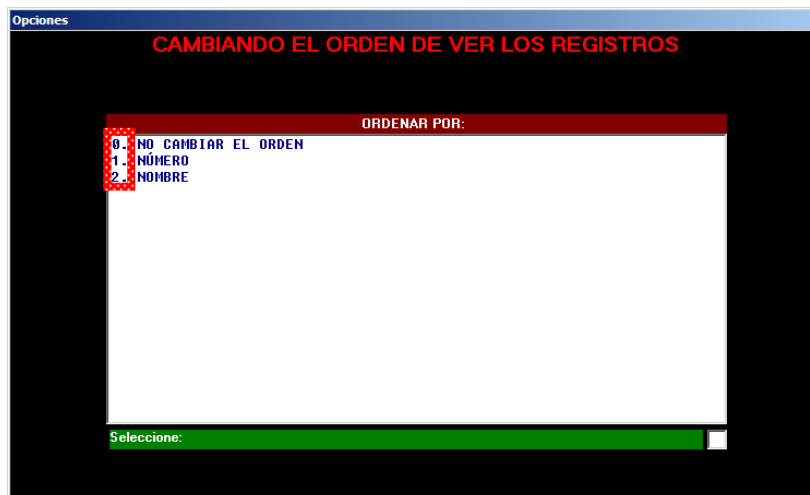 Opciones
CAMBIANDO EL ORDEN DE VER LOS REGISTROS
ORDENAR POR:
0. NO CAMBIAR EL ORDEN
1. NÚMERO
2. NOMBRE
Seleccione: